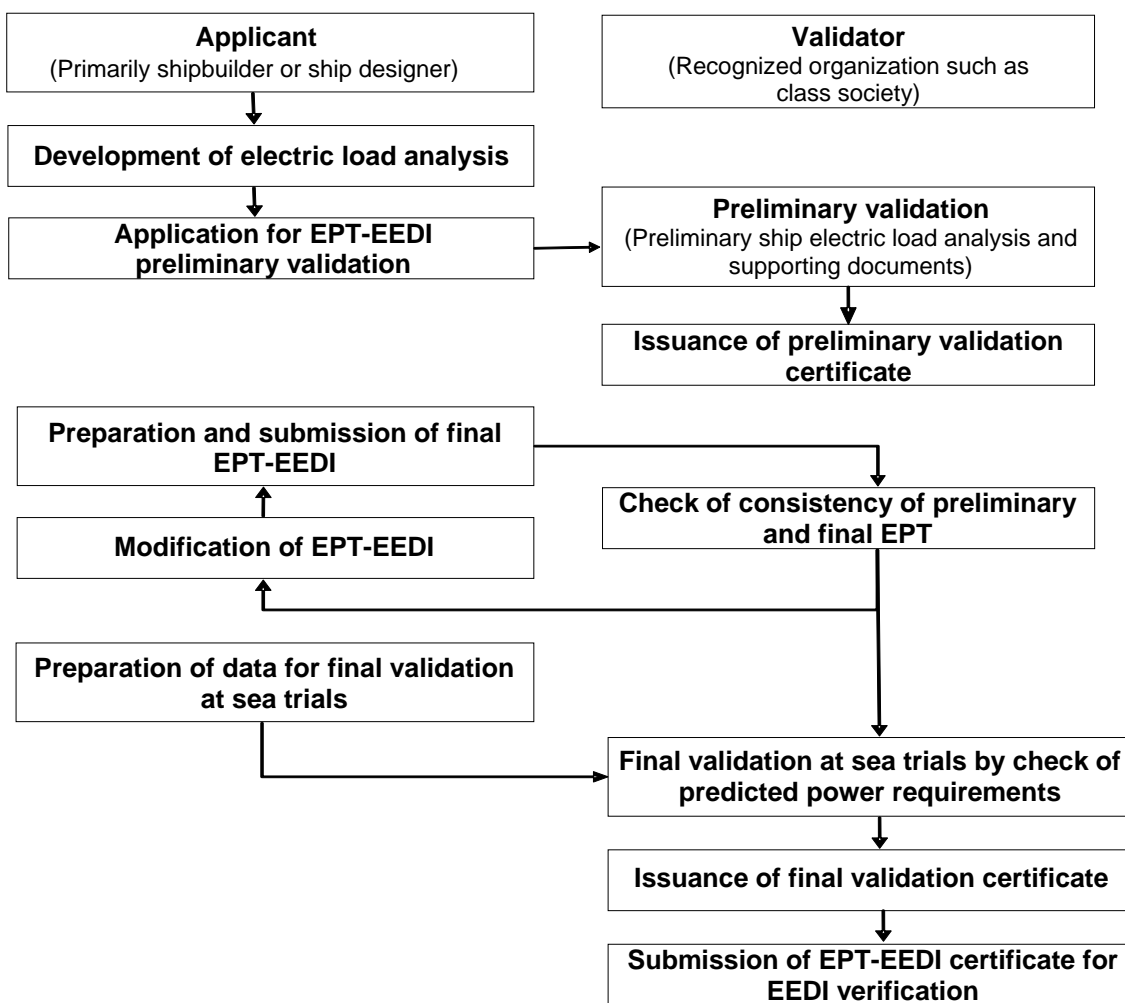 Applicant
(Primarily shipbuilder or ship designer)
Validator
(Recognized organization such as
class society)
Development of electric load analysis
Application for EPT-EEDI
preliminary validation
Preliminary validation
(Preliminary ship electric load analysis and
supporting documents)
Issuance of preliminary validation
certificate
Preparation and submission of final
EPT-EEDI
Check of consistency of preliminary
and final EPT
Modification of EPT-EEDI
Preparation of data for final validation
at sea trials
Final validation at sea trials by check of
predicted power requirements
Issuance of final validation certificate
Submission of EPT-EEDI certificate for
EEDI verification